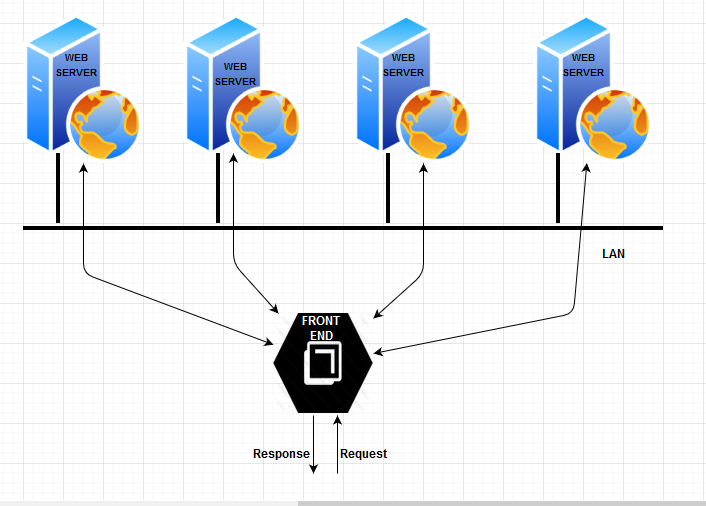 WEB
SERVER
WEB
SERVER
WEB
SERVER
WEB
SERVER
LAN
FRONT
END
Response
Request